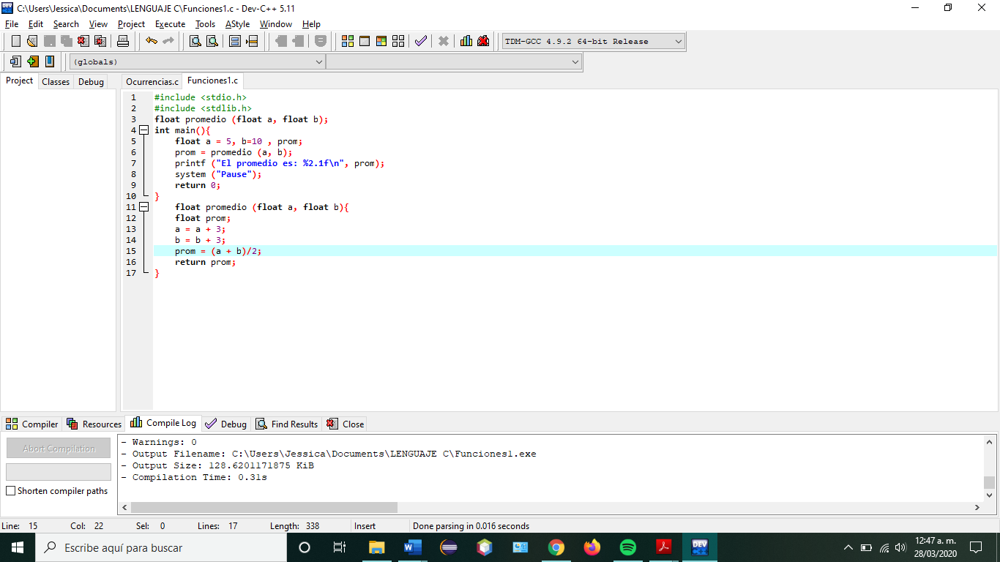 C:\Users\Jessica\Documents\LENGUAJE C\Funciones1.c - Dev-C++ 5.11
File Edit Search View Project Execute Tools AStyle Window Help
TDM-GCC 4.9.2 64-bit Release
(globals)
Project Classes Debug Ocurrencias.c Funciones1.c
1 #include <stdio.h>
2 #include <stdlib.h>
3 float promedio (float a, float b);
4 int main(){
5 float a = 5, b=10 , prom;
6 prom = promedio (a, b);
7 printf ("El promedio es: %2.1f\n", prom);
8 system ("Pause");
9 return 0;
10 }
11 float promedio (float a, float b){
12 float prom;
13 a = a + 3;
14 b = b + 3;
15 prom = (a + b)/2;
16 return prom;
17 }
Compiler Resources Compile Log Debug Find Results Close
Abort Compilation
Shorten compiler paths
- Warnings: 0
- Output Filename: C:\Users\Jessica\Documents\LENGUAJE C\Funciones1.exe
- Output Size: 128.6201171875 KiB
- Compilation Time: 0.31s
Line: 15 Col: 22 Sel: 0 Lines: 17 Length: 338 Insert Done parsing in 0.016 seconds
Escribe aquí para buscar
DEV
12:47 a. m.
28/03/2020